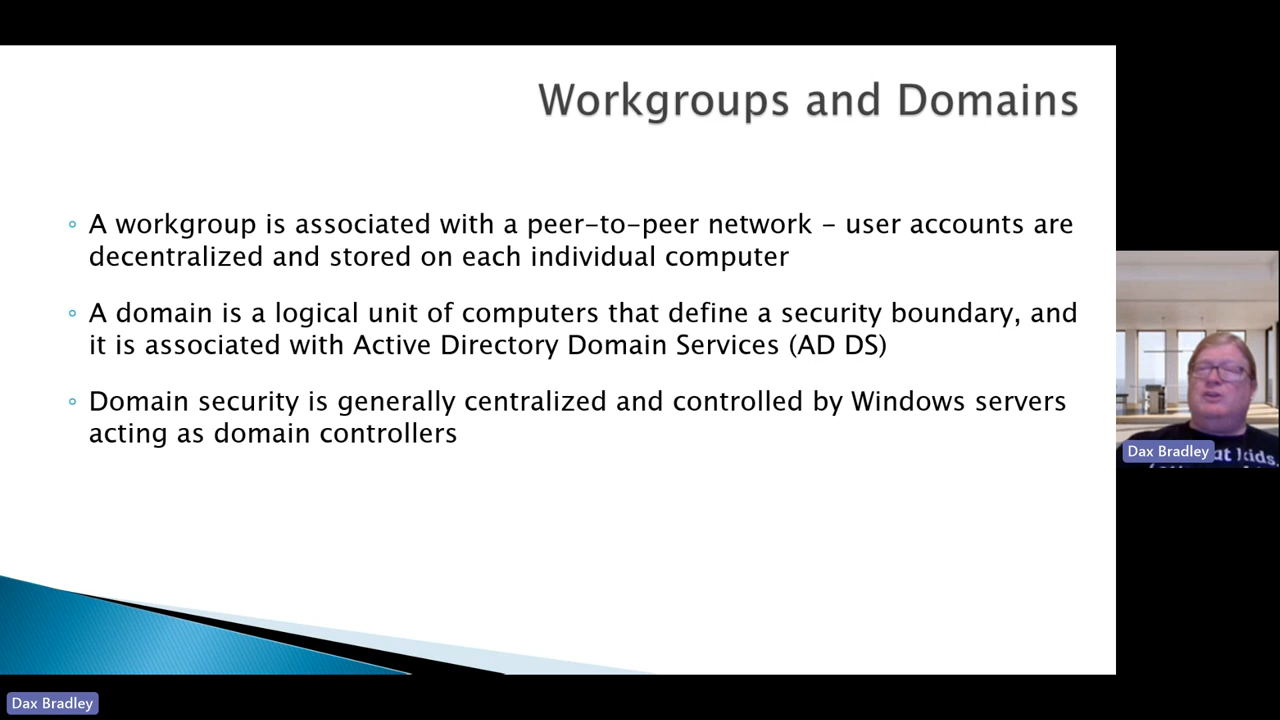 Workgroups and Domains
◦ A workgroup is associated with a peer-to-peer network – user accounts are
decentralized and stored on each individual computer
◦ A domain is a logical unit of computers that define a security boundary, and
it is associated with Active Directory Domain Services (AD DS)
◦ Domain security is generally centralized and controlled by Windows servers
acting as domain controllers
Dax Bradley
at kids.
Dax Bradley